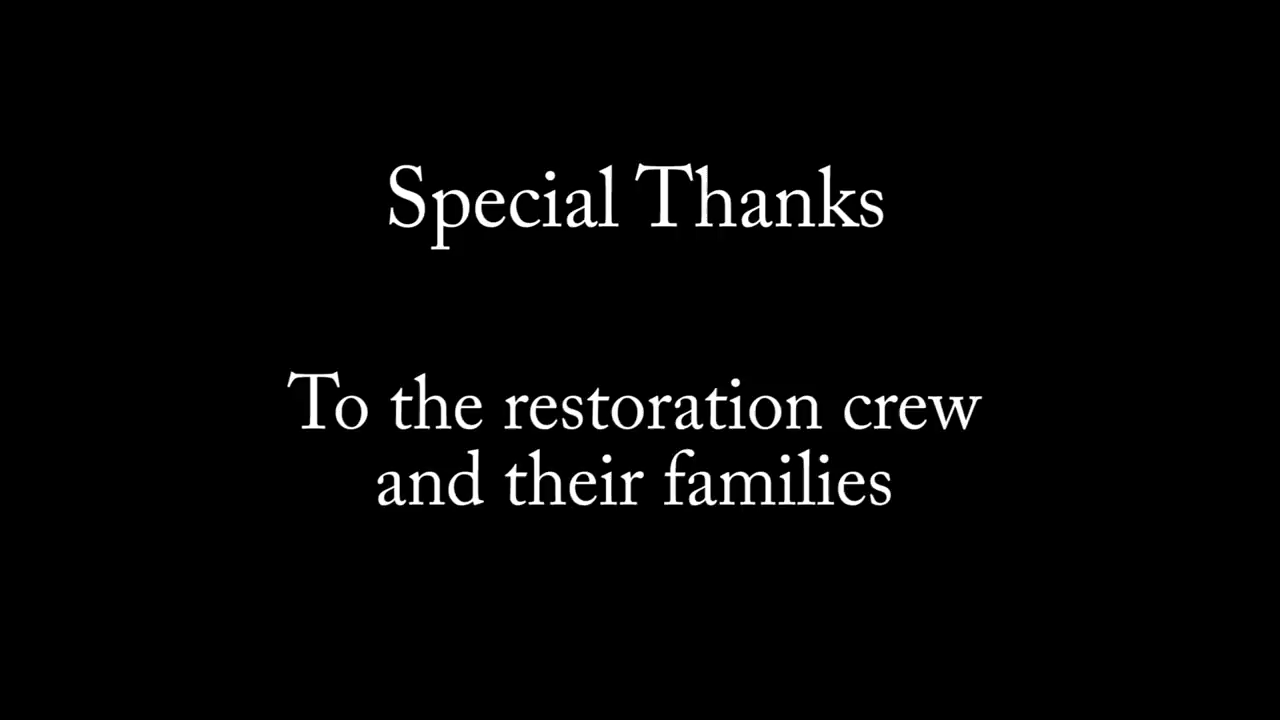 Special Thanks
To the restoration crew
and their families